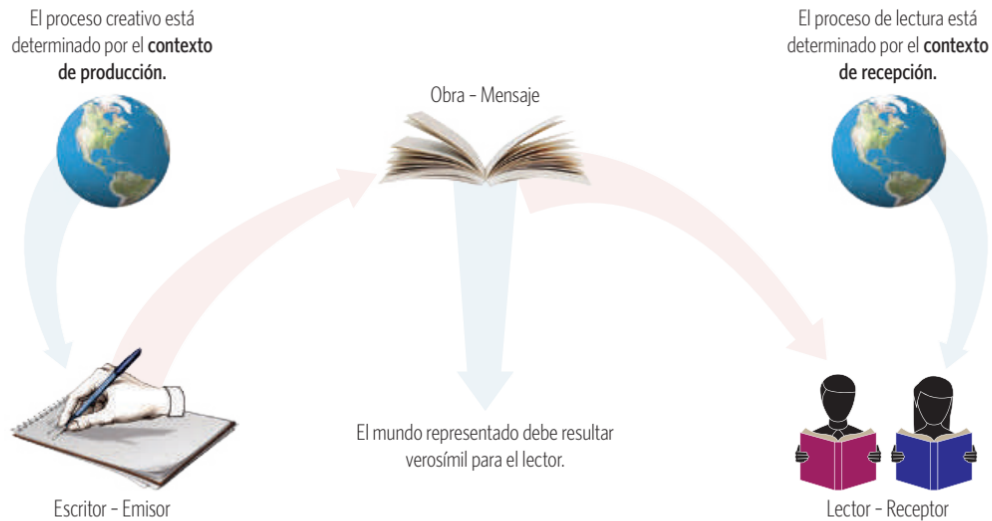 El proceso creativo está
determinado por el contexto
de producción.
El proceso de lectura está
determinado por el contexto
de recepción.
Obra – Mensaje
El mundo representado debe resultar
verosímil para el lector.
Escritor – Emisor
Lector – Receptor